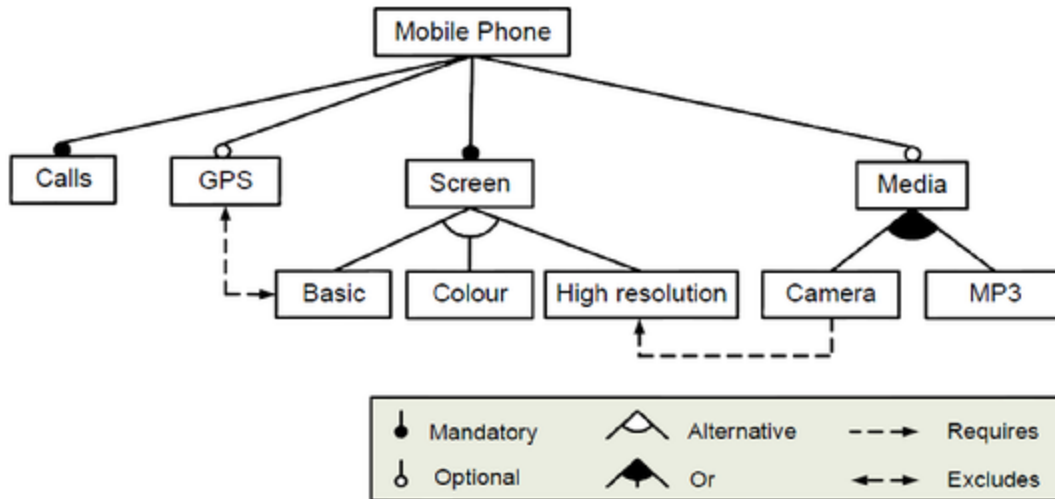 Mobile Phone
Calls
GPS
Screen
Media
Basic
Colour
High resolution
Camera
MP3
Mandatory
Alternative
Requires
Optional
Or
Excludes